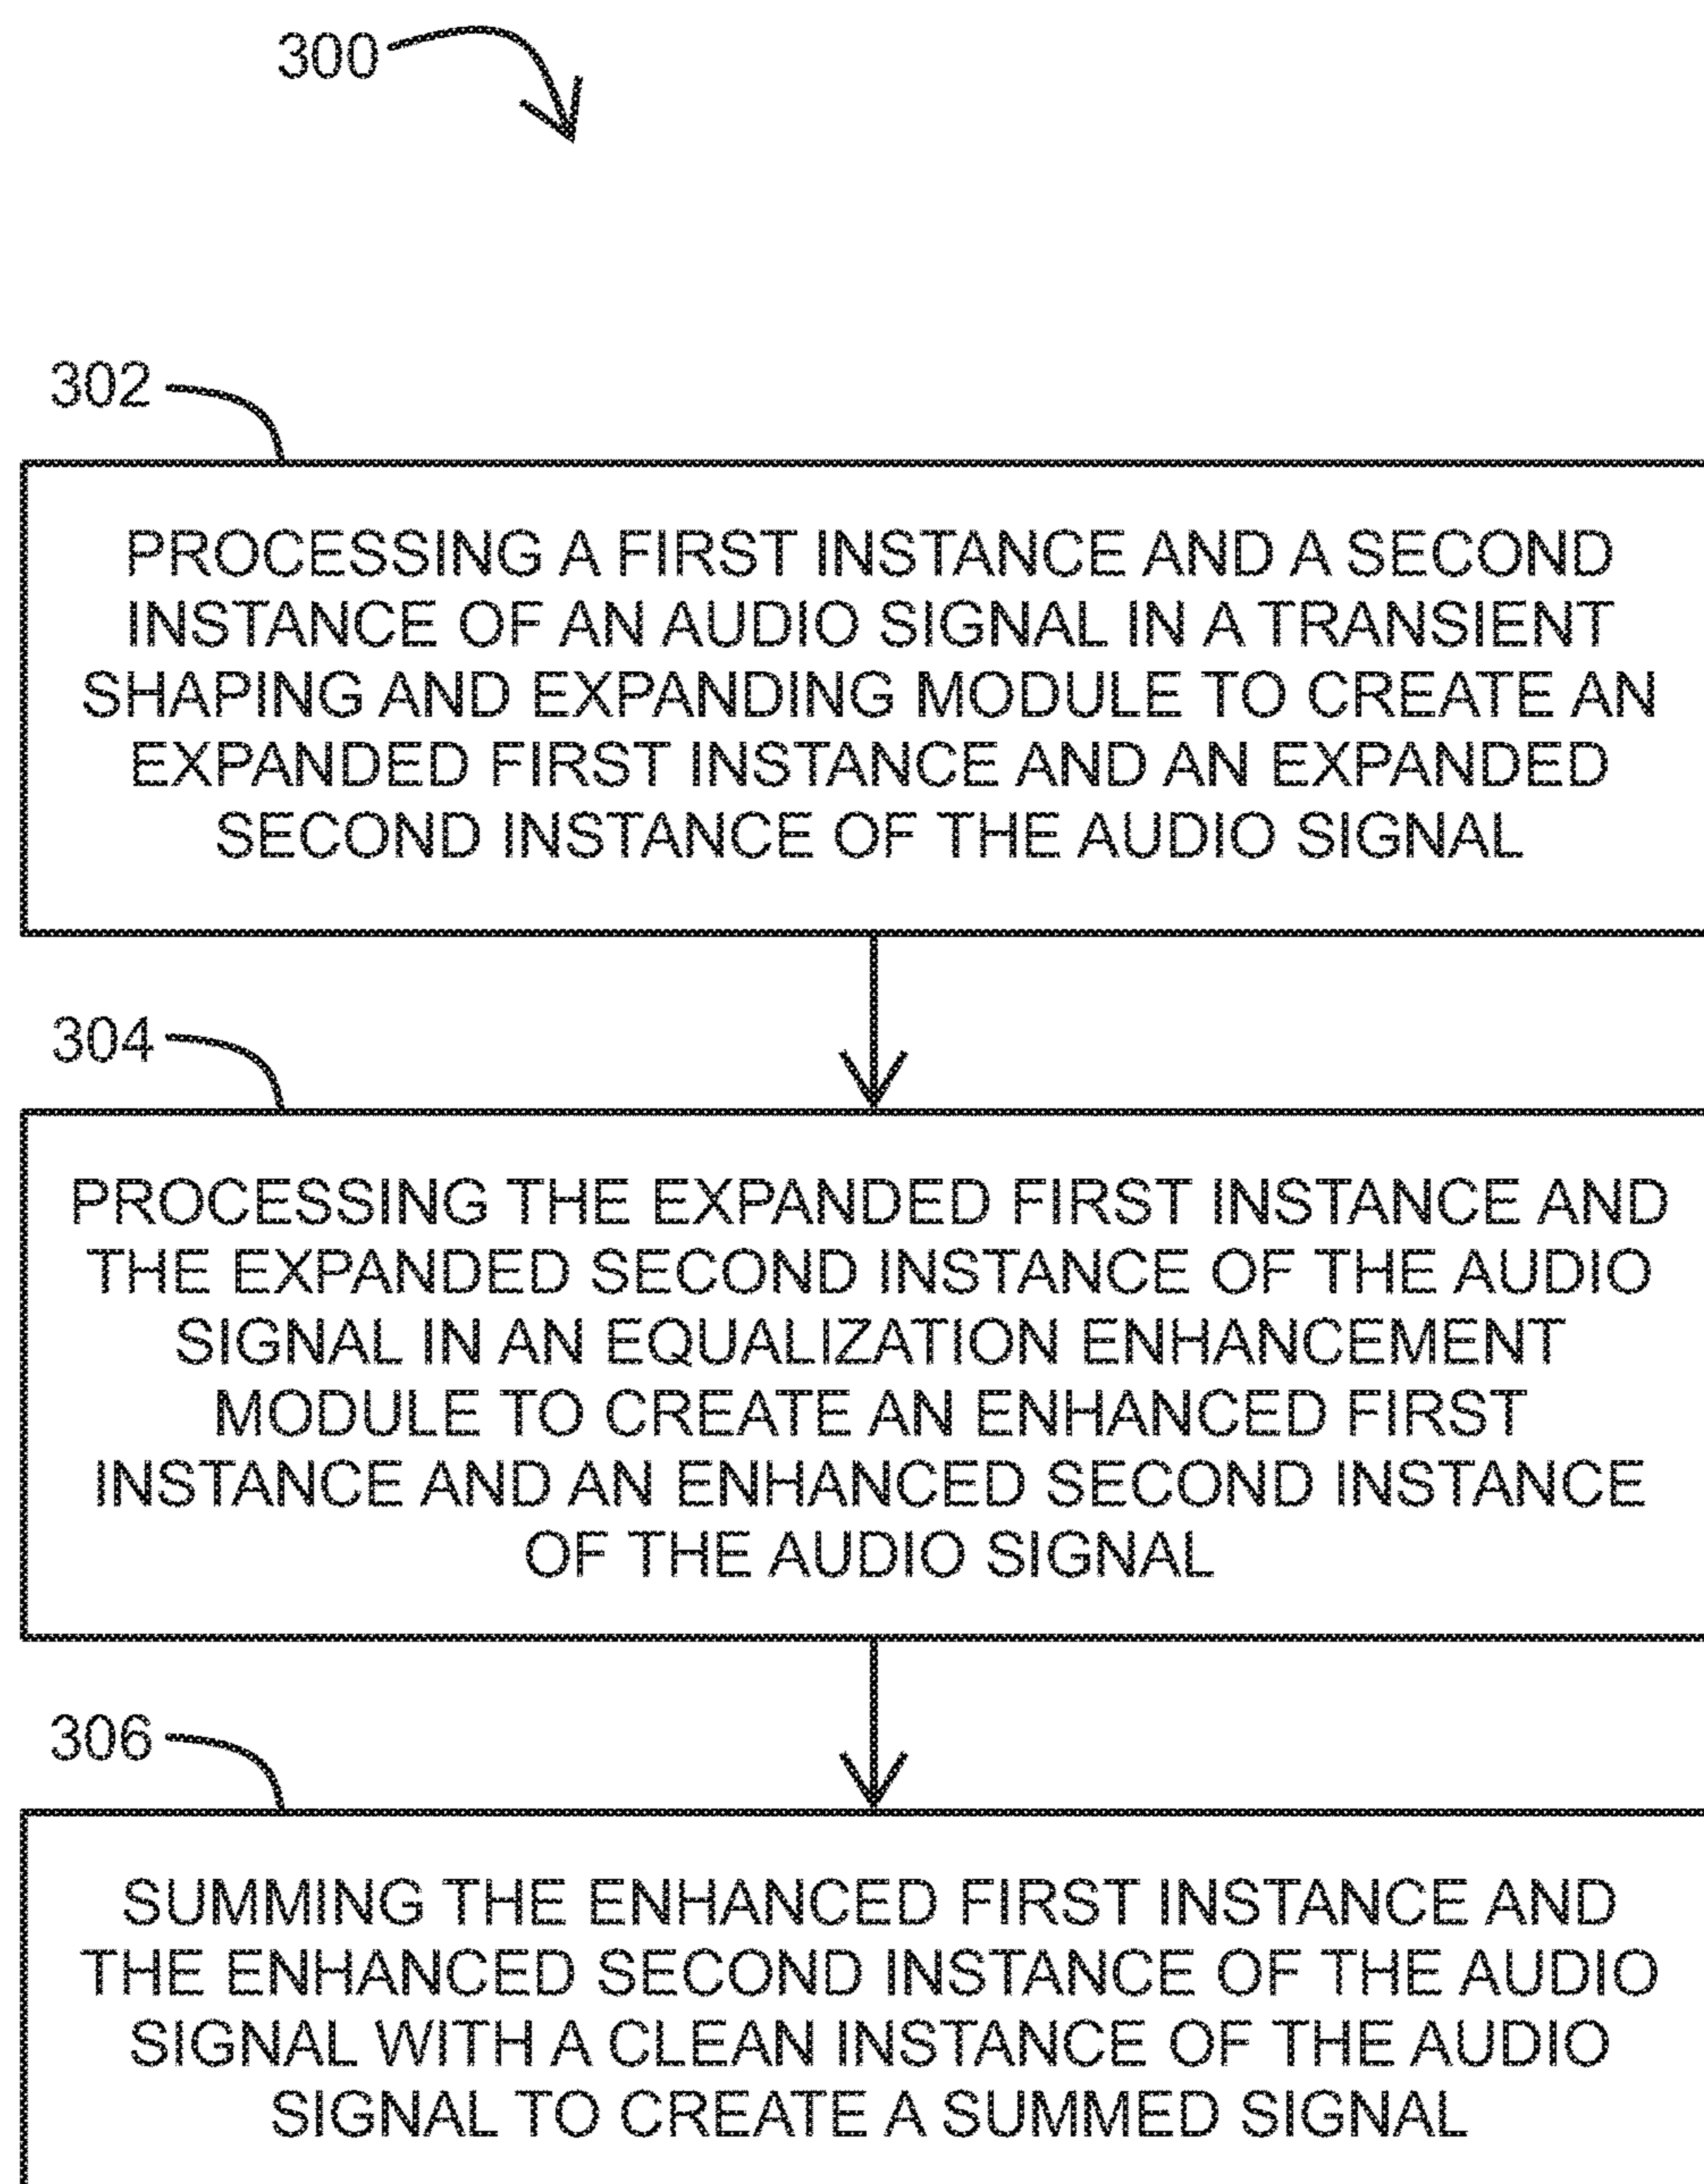 300
302
PROCESSING A FIRST INSTANCE AND A SECOND
INSTANCE OF AN AUDIO SIGNAL IN A TRANSIENT
SHAPING AND EXPANDING MODULE TO CREATE AN
EXPANDED FIRST INSTANCE AND AN EXPANDED
SECOND INSTANCE OF THE AUDIO SIGNAL
304
PROCESSING THE EXPANDED FIRST INSTANCE AND
THE EXPANDED SECOND INSTANCE OF THE AUDIO
SIGNAL IN AN EQUALIZATION ENHANCEMENT
MODULE TO CREATE AN ENHANCED FIRST
INSTANCE AND AN ENHANCED SECOND INSTANCE
OF THE AUDIO SIGNAL
306
SUMMING THE ENHANCED FIRST INSTANCE AND
THE ENHANCED SECOND INSTANCE OF THE AUDIO
SIGNAL WITH A CLEAN INSTANCE OF THE AUDIO
SIGNAL TO CREATE A SUMMED SIGNAL